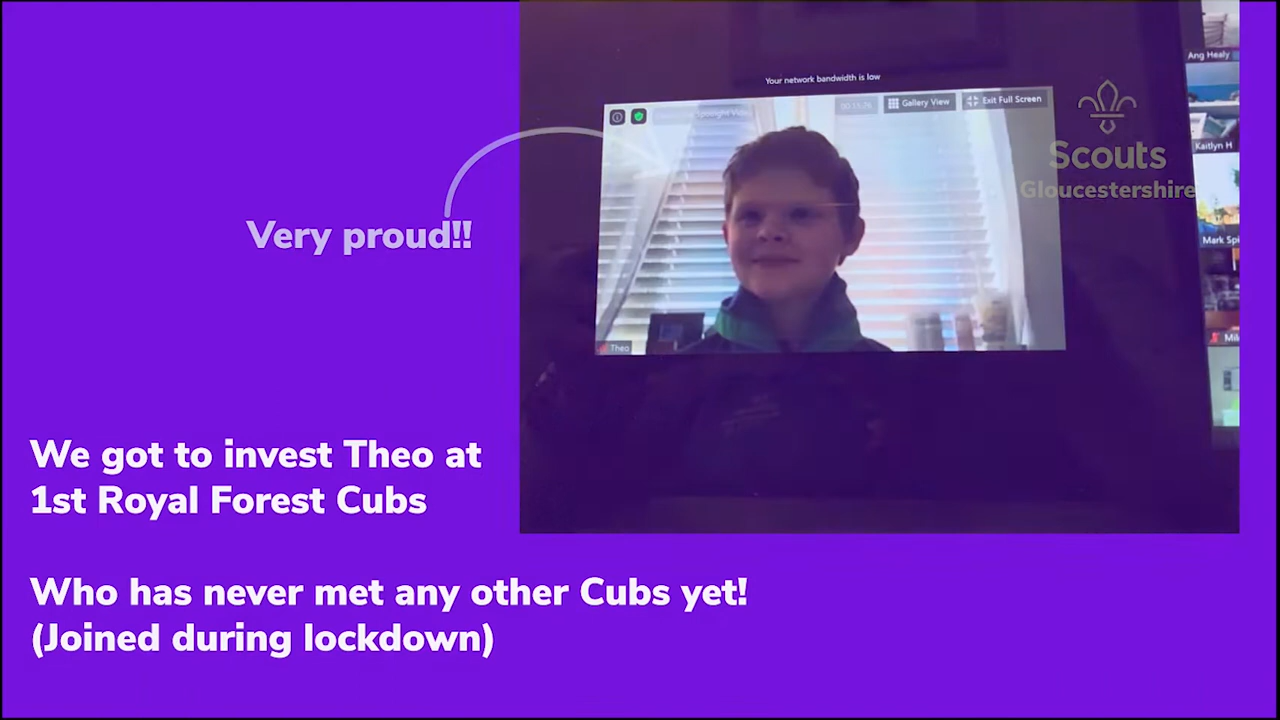 Your network bandwidth is low
Gallery View
Exit Full Screen
Ang Healy
Scouts
Gloucestershire
Kaitlyn H
Very proud!!
Mark Spi
Theo
We got to invest Theo at
1st Royal Forest Cubs
Who has never met any other Cubs yet!
(Joined during lockdown)